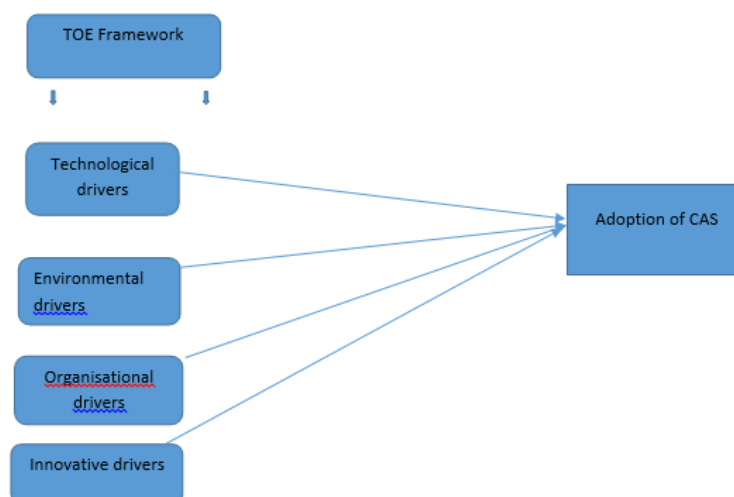 TOE Framework
Technological
drivers
Adoption of CAS
Environmental
drivers
Organisational
drivers
Innovative drivers